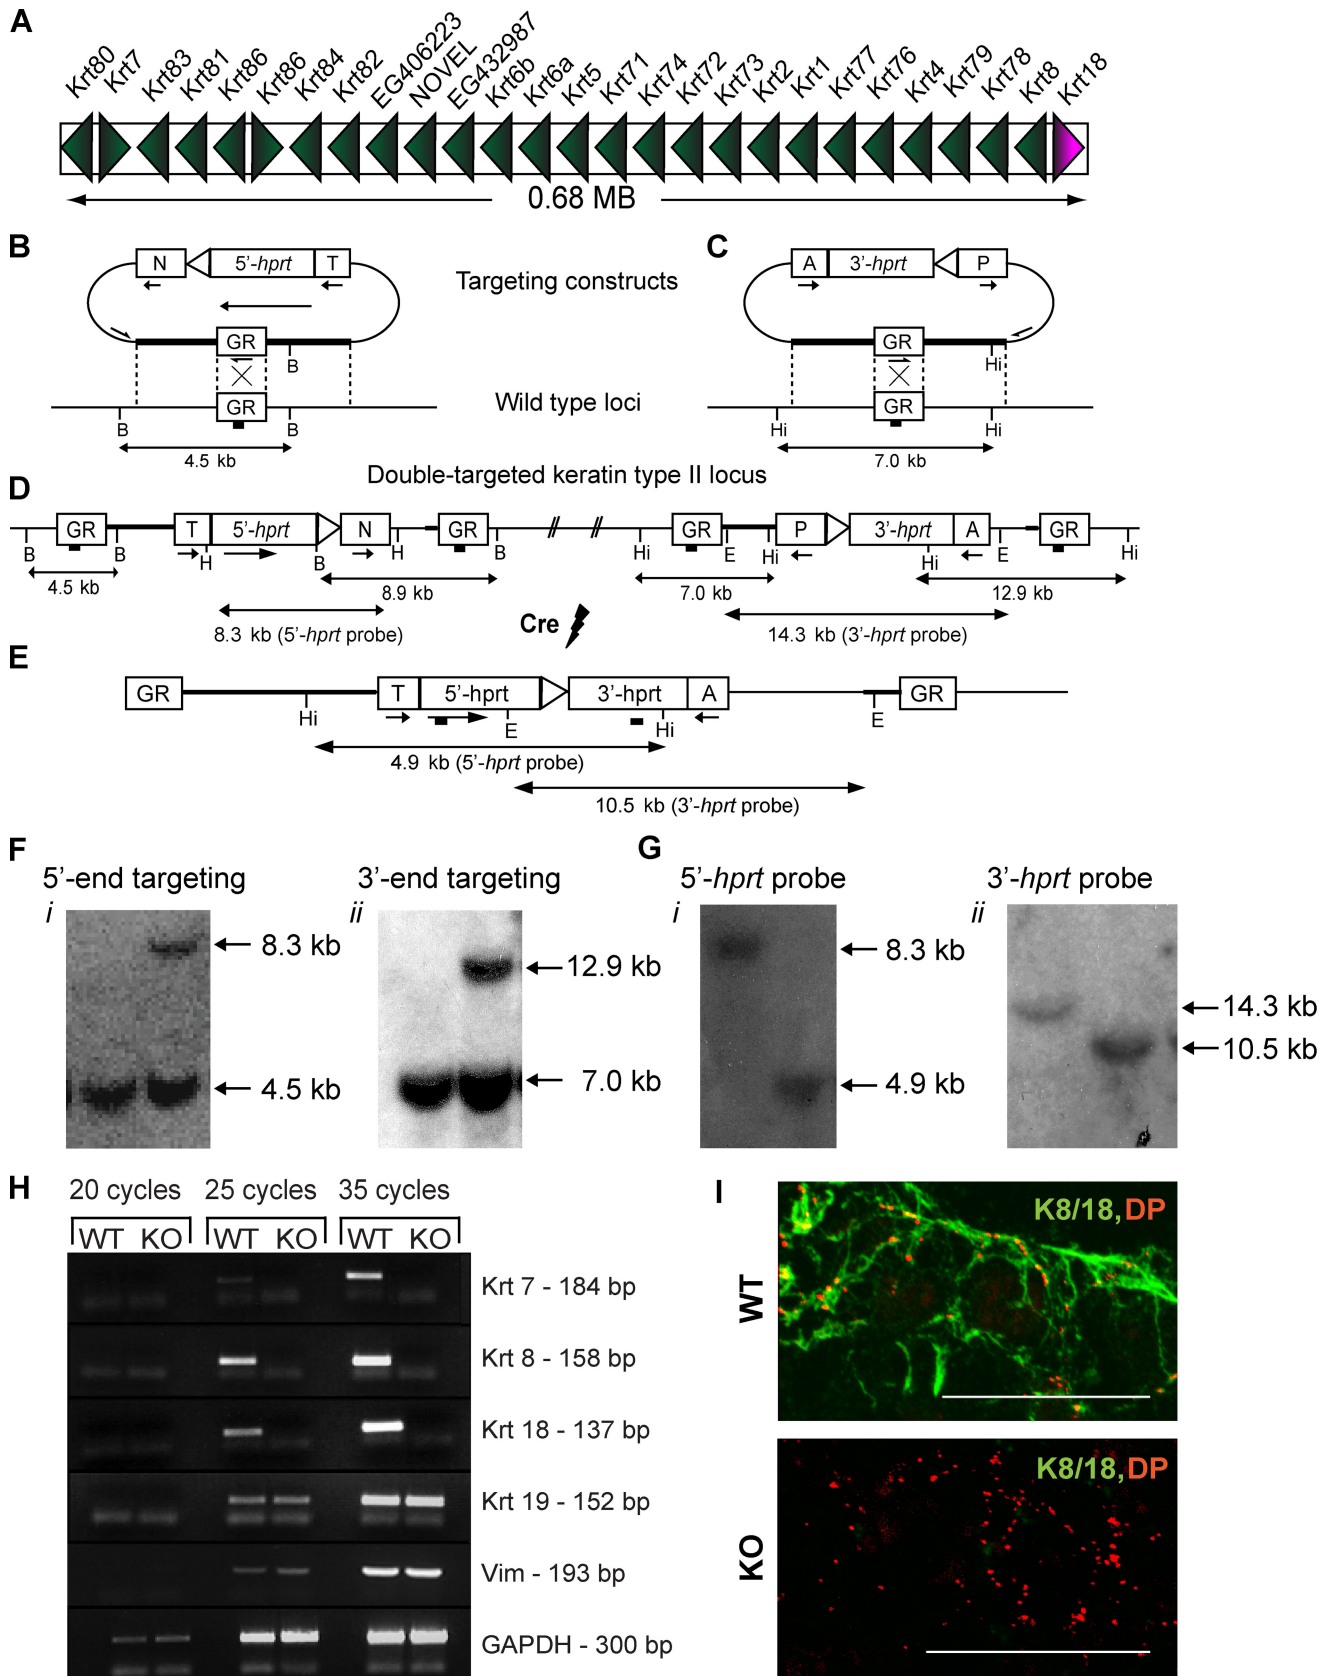 A
Krt80 Krt7 Krt83 Krt81 Krt86 Krt86 Krt84 Krt82 EG406223 NOVEL EG432987 Krt6b Krt6a Krt5 Krt71 Krt74 Krt72 Krt73 Krt2 Krt1 Krt77 Krt76 Krt4 Krt79 Krt78 Krt8 Krt18
0.68 MB
B
N 5'-hprt T
GR
B
GR
B B
4.5 kb
Targeting constructs
Wild type loci
C
A 3'-hprt P
GR
Hi
GR
Hi Hi
7.0 kb
Double-targeted keratin type II locus
D
GR T 5'-hprt N GR // // GR P 3'-hprt A GR
B B H B H B Hi E Hi Hi E Hi
4.5 kb 8.9 kb 7.0 kb 12.9 kb
8.3 kb (5'-hprt probe) Cre 14.3 kb (3'-hprt probe)
E
GR T 5'-hprt 3'-hprt A GR
Hi E Hi E
4.9 kb (5'-hprt probe)
10.5 kb (3'-hprt probe)
F
5'-end targeting 3'-end targeting
i ii
8.3 kb
4.5 kb
12.9 kb
7.0 kb
G
5'-hprt probe 3'-hprt probe
i ii
8.3 kb
4.9 kb
14.3 kb
10.5 kb
H
20 cycles 25 cycles 35 cycles
WT KO WT KO WT KO
Krt 7 - 184 bp
Krt 8 - 158 bp
Krt 18 - 137 bp
Krt 19 - 152 bp
Vim - 193 bp
GAPDH - 300 bp
I
WT
K8/18,DP
KO
K8/18,DP